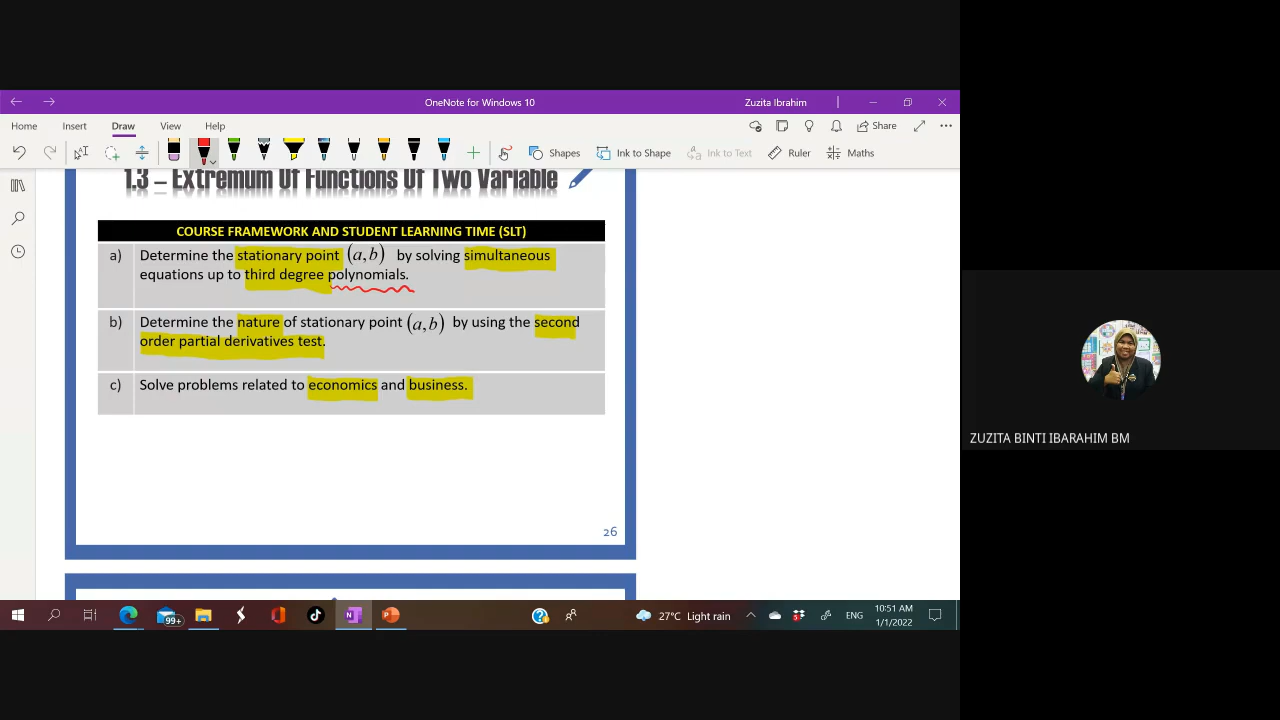 OneNote for Windows 10
Zuzita Ibrahim
Home Insert Draw View Help
Share
Shapes Ink to Shape Ink to Text Ruler Maths
1.3 – Extremum Of Functions Of Two Variable
COURSE FRAMEWORK AND STUDENT LEARNING TIME (SLT)
a) Determine the stationary point (a,b) by solving simultaneous
equations up to third degree polynomials.
b) Determine the nature of stationary point (a,b) by using the second
order partial derivatives test.
c) Solve problems related to economics and business.
26
ZUZITA BINTI IBARAHIM BM
99+
27°C Light rain
ENG
10:51 AM
1/1/2022